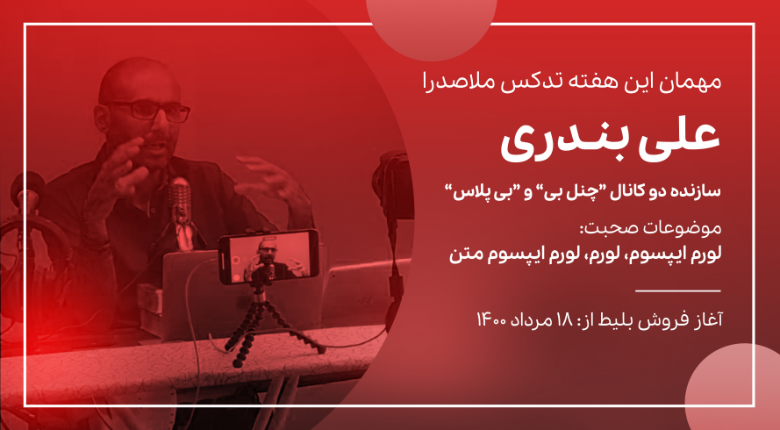 مهمان این هفته تدکس ملاصدرا
علی بندری
سازنده دو کانال ”چنل بی“ و ”بی پلاس“
موضوعات صحبت:
لورم ایپسوم، لورم، لورم ایپسوم متن
آغاز فروش بلیط از: ۱۸ مرداد ۱۴۰۰